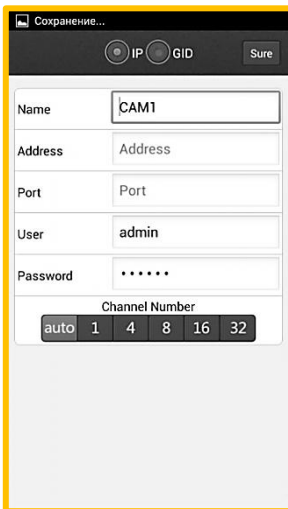 Сохранение...
IP GID Sure
Name CAM1
Address Address
Port Port
User admin
Password ••••••
Channel Number
auto 1 4 8 16 32